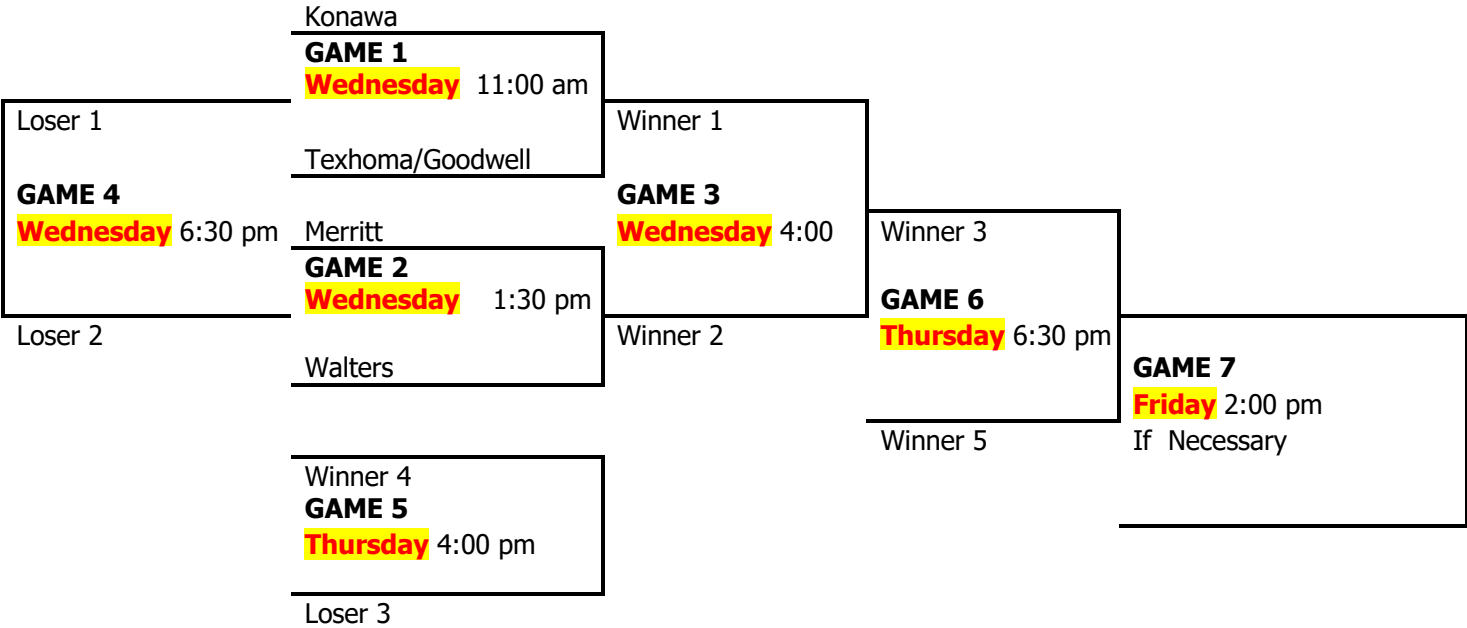 Konawa
GAME 1
Wednesday 11:00 am
Loser 1
Winner 1
Texhoma/Goodwell
GAME 4
GAME 3
Wednesday 6:30 pm
Merritt
Wednesday 4:00
Winner 3
GAME 2
Wednesday 1:30 pm
GAME 6
Loser 2
Winner 2
Thursday 6:30 pm
Walters
GAME 7
Friday 2:00 pm
Winner 5
If Necessary
Winner 4
GAME 5
Thursday 4:00 pm
Loser 3